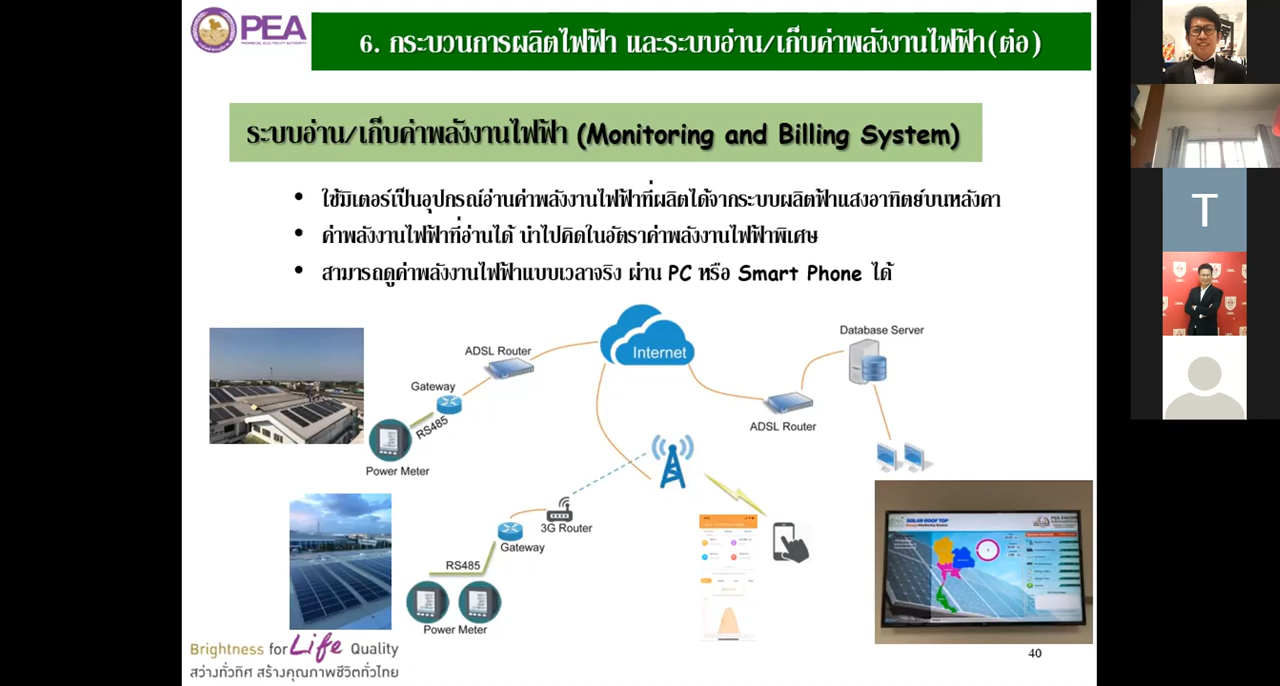 PEA
PROVINCIAL ELECTRICITY AUTHORITY
6. กระบวนการผลิตไฟฟ้า และระบบอ่าน/เก็บค่าพลังงานไฟฟ้า(ต่อ)
ระบบอ่าน/เก็บค่าพลังงานไฟฟ้า (Monitoring and Billing System)
• ใช้มิเตอร์เป็นอุปกรณ์อ่านค่าพลังงานไฟฟ้าที่ผลิตได้จากระบบผลิตฟ้าแสงอาทิตย์บนหลังคา
• ค่าพลังงานไฟฟ้าที่อ่านได้ นำไปคิดในอัตราค่าพลังงานไฟฟ้าพิเศษ
• สามารถดูค่าพลังงานไฟฟ้าแบบเวลาจริง ผ่าน PC หรือ Smart Phone ได้
Internet
Database Server
ADSL Router
Gateway
RS485
Power Meter
ADSL Router
3G Router
Gateway
RS485
Power Meter
SOLAR ROOF TOP
Brightness for Life Quality
สว่างทั่วทิศ สร้างคุณภาพชีวิตทั่วไทย
40
T